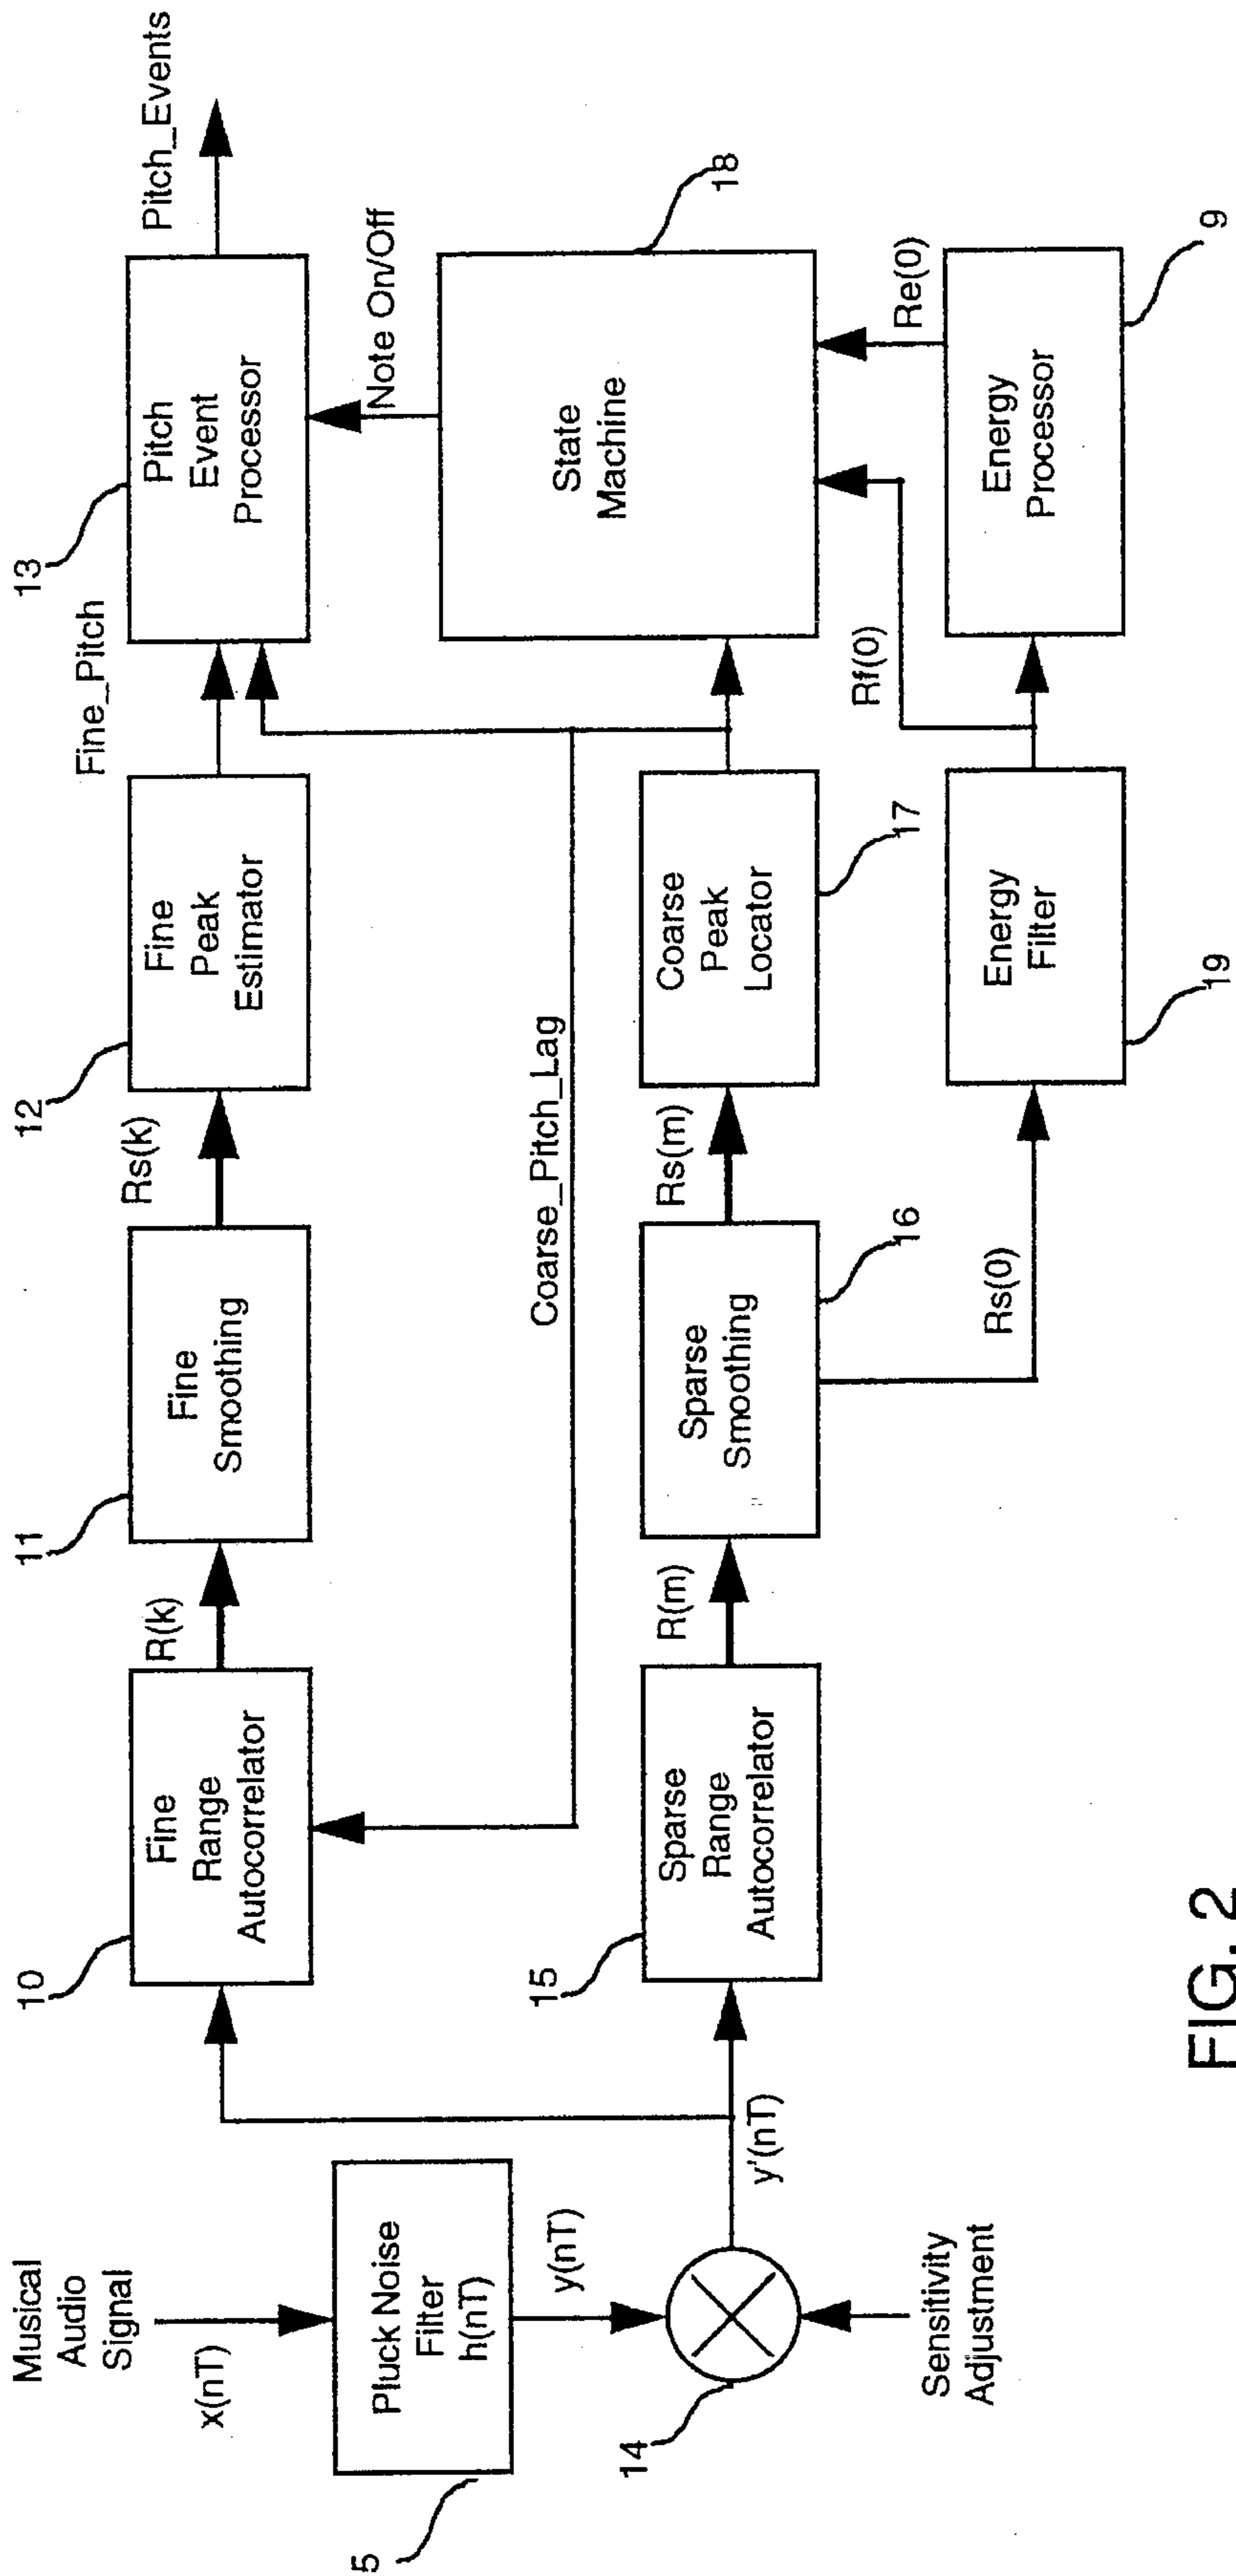 Musical
Audio
Signal
x(nT)
5
Pluck Noise
Filter
h(nT)
y(nT)
14
Sensitivity
Adjustment
y'(nT)
10
Fine
Range
Autocorrelator
R(k)
11
Fine
Smoothing
Rs(k)
12
Fine
Peak
Estimator
Fine_Pitch
13
Pitch
Event
Processor
Pitch_Events
Coarse_Pitch_Lag
Note On/Off
15
Sparse
Range
Autocorrelator
R(m)
Sparse
Smoothing
16
Rs(m)
Coarse
Peak
Locator
17
State
Machine
18
Rs(0)
Energy
Filter
19
Rf(0)
Energy
Processor
9
Re(0)
FIG. 2